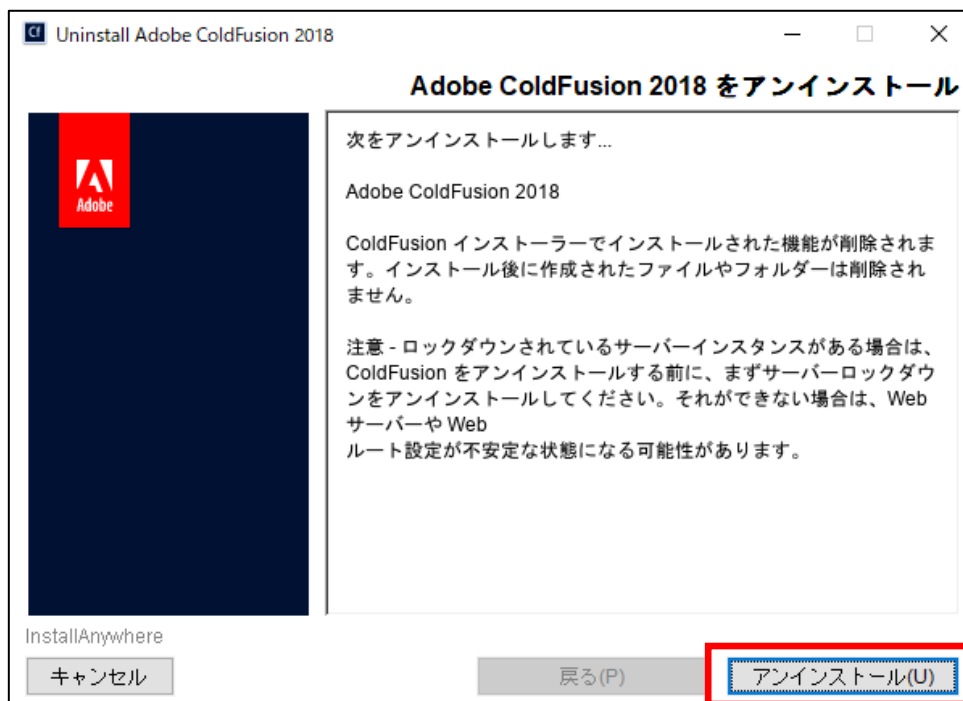 Uninstall Adobe ColdFusion 2018
Adobe ColdFusion 2018 をアンインストール
Adobe
次をアンインストールします...
Adobe ColdFusion 2018
ColdFusion インストーラーでインストールされた機能が削除されま
す。インストール後に作成されたファイルやフォルダーは削除され
ません。
注意 - ロックダウンされているサーバーインスタンスがある場合は、
ColdFusion をアンインストールする前に、まずサーバーロックダウ
ンをアンインストールしてください。それができない場合は、Web
サーバーや Web
ルート設定が不安定な状態になる可能性があります。
InstallAnywhere
キャンセル
戻る(P)
アンインストール(U)